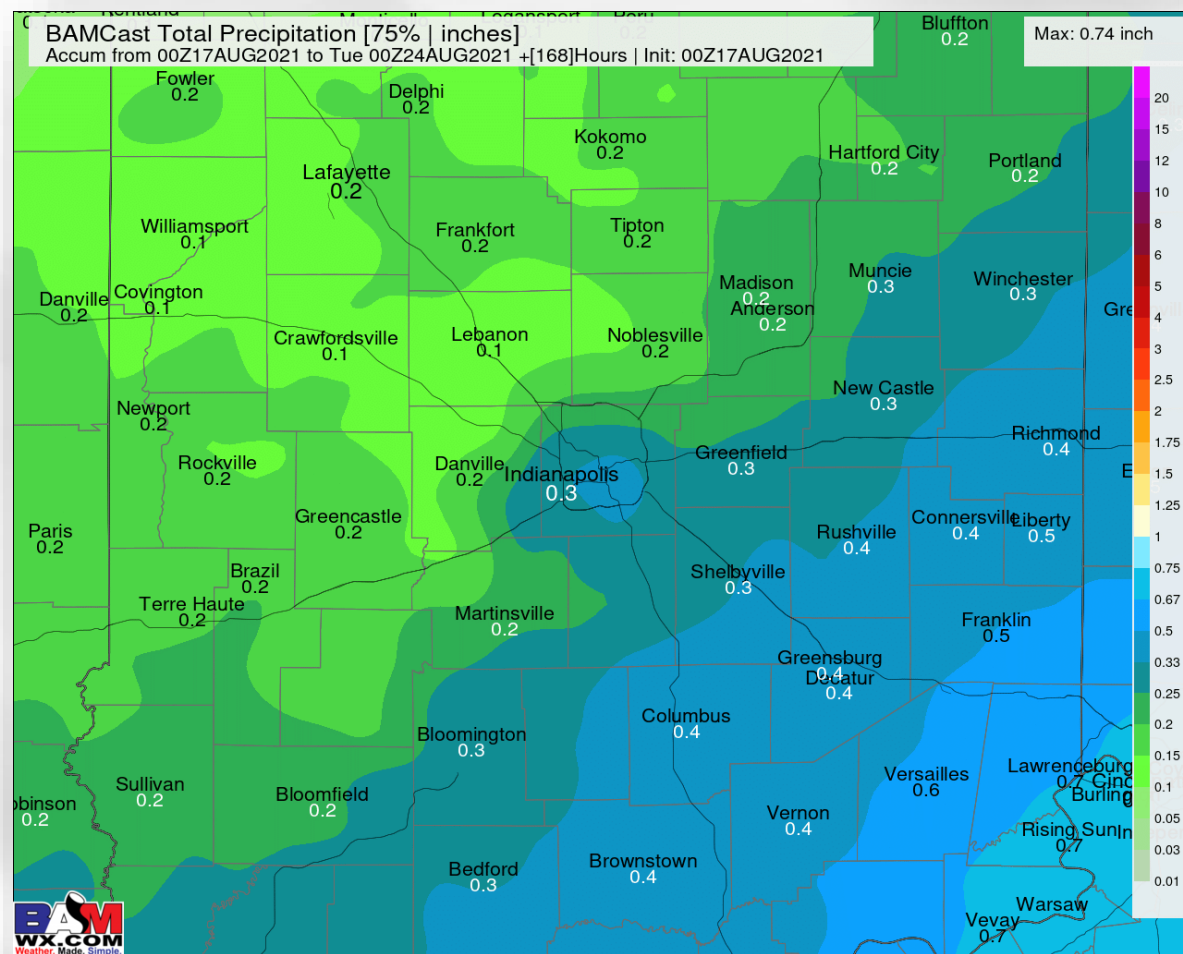 BAMCast Total Precipitation [75% | inches]
Accum from 00Z17AUG2021 to Tue 00Z24AUG2021 +[168]Hours | Init: 00Z17AUG2021
Max: 0.74 inch
Bluffton
0.2
Fowler
0.2
Delphi
0.2
Kokomo
0.2
Hartford City
0.2
Portland
0.2
Lafayette
0.2
Williamsport
0.1
Frankfort
0.2
Tipton
0.2
Madison
0.2
Anderson
0.2
Muncie
0.3
Winchester
0.3
Danville
0.2
Covington
0.1
Crawfordsville
0.1
Lebanon
0.1
Noblesville
0.2
New Castle
0.3
Newport
0.2
Rockville
0.2
Danville
0.2
Indianapolis
0.3
Greenfield
0.3
Richmond
0.4
Paris
0.2
Greencastle
0.2
Rushville
0.4
Connersville
0.4
Liberty
0.5
Brazil
0.2
Shelbyville
0.3
Terre Haute
0.2
Martinsville
0.2
Franklin
0.5
Greensburg
0.4
Decatur
0.4
Columbus
0.4
Bloomington
0.3
Sullivan
0.2
Bloomfield
0.2
Versailles
0.6
Lawrenceburg
0.7
Vernon
0.4
obinson
0.2
Rising Sun
0.7
Bedford
0.3
Brownstown
0.4
Warsaw
Vevay
0.7
20
15
12
10
8
6
5
4
3
2.5
2
1.75
1.5
1.25
1
0.75
0.67
0.5
0.33
0.25
0.2
0.15
0.1
0.05
0.03
0.01
BAM
WX.COM
Weather. Made. Simple.